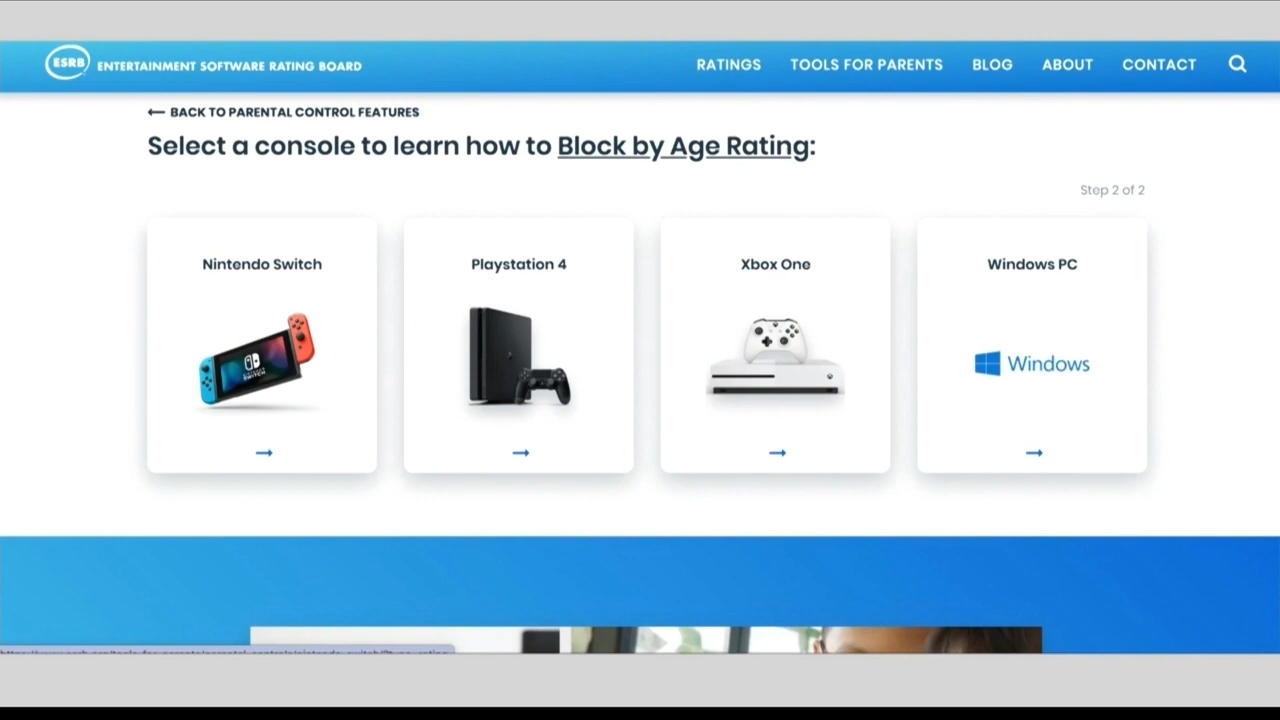 ESRB ENTERTAINMENT SOFTWARE RATING BOARD RATINGS TOOLS FOR PARENTS BLOG ABOUT CONTACT
← BACK TO PARENTAL CONTROL FEATURES
Select a console to learn how to Block by Age Rating:
Step 2 of 2
Nintendo Switch Playstation 4 Xbox One Windows PC
Windows